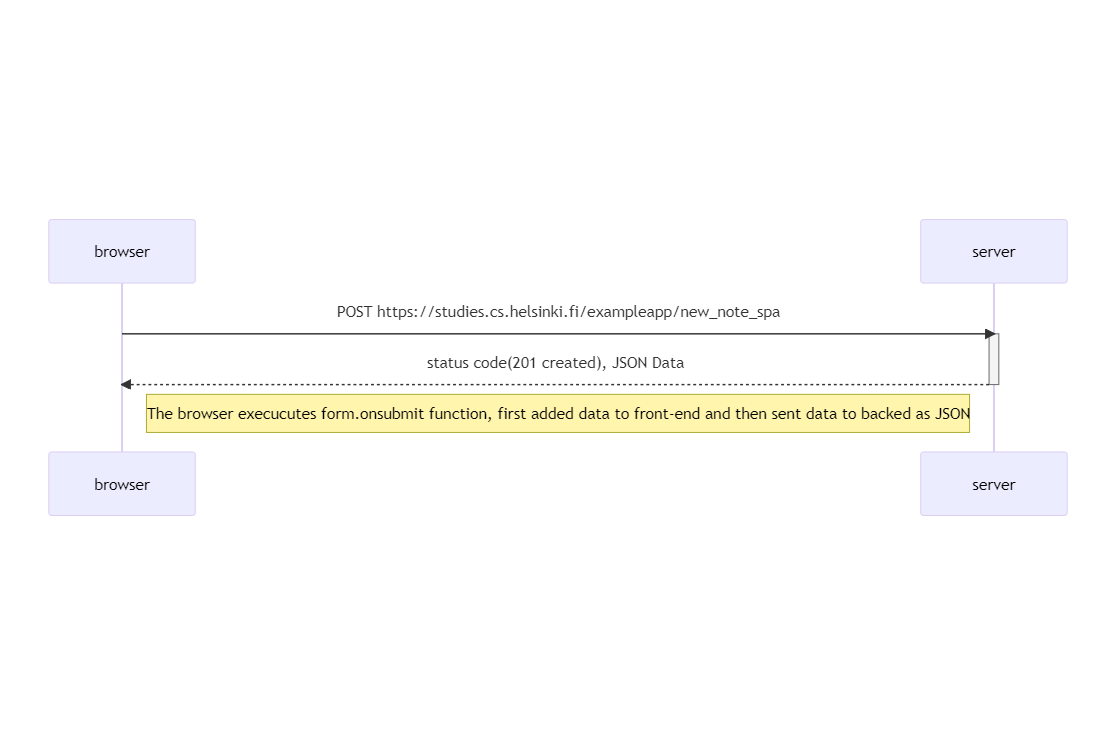 browser
server
POST https://studies.cs.helsinki.fi/exampleapp/new_note_spa
status code(201 created), JSON Data
The browser execucutes form.onsubmit function, first added data to front-end and then sent data to backed as JSON
browser
server